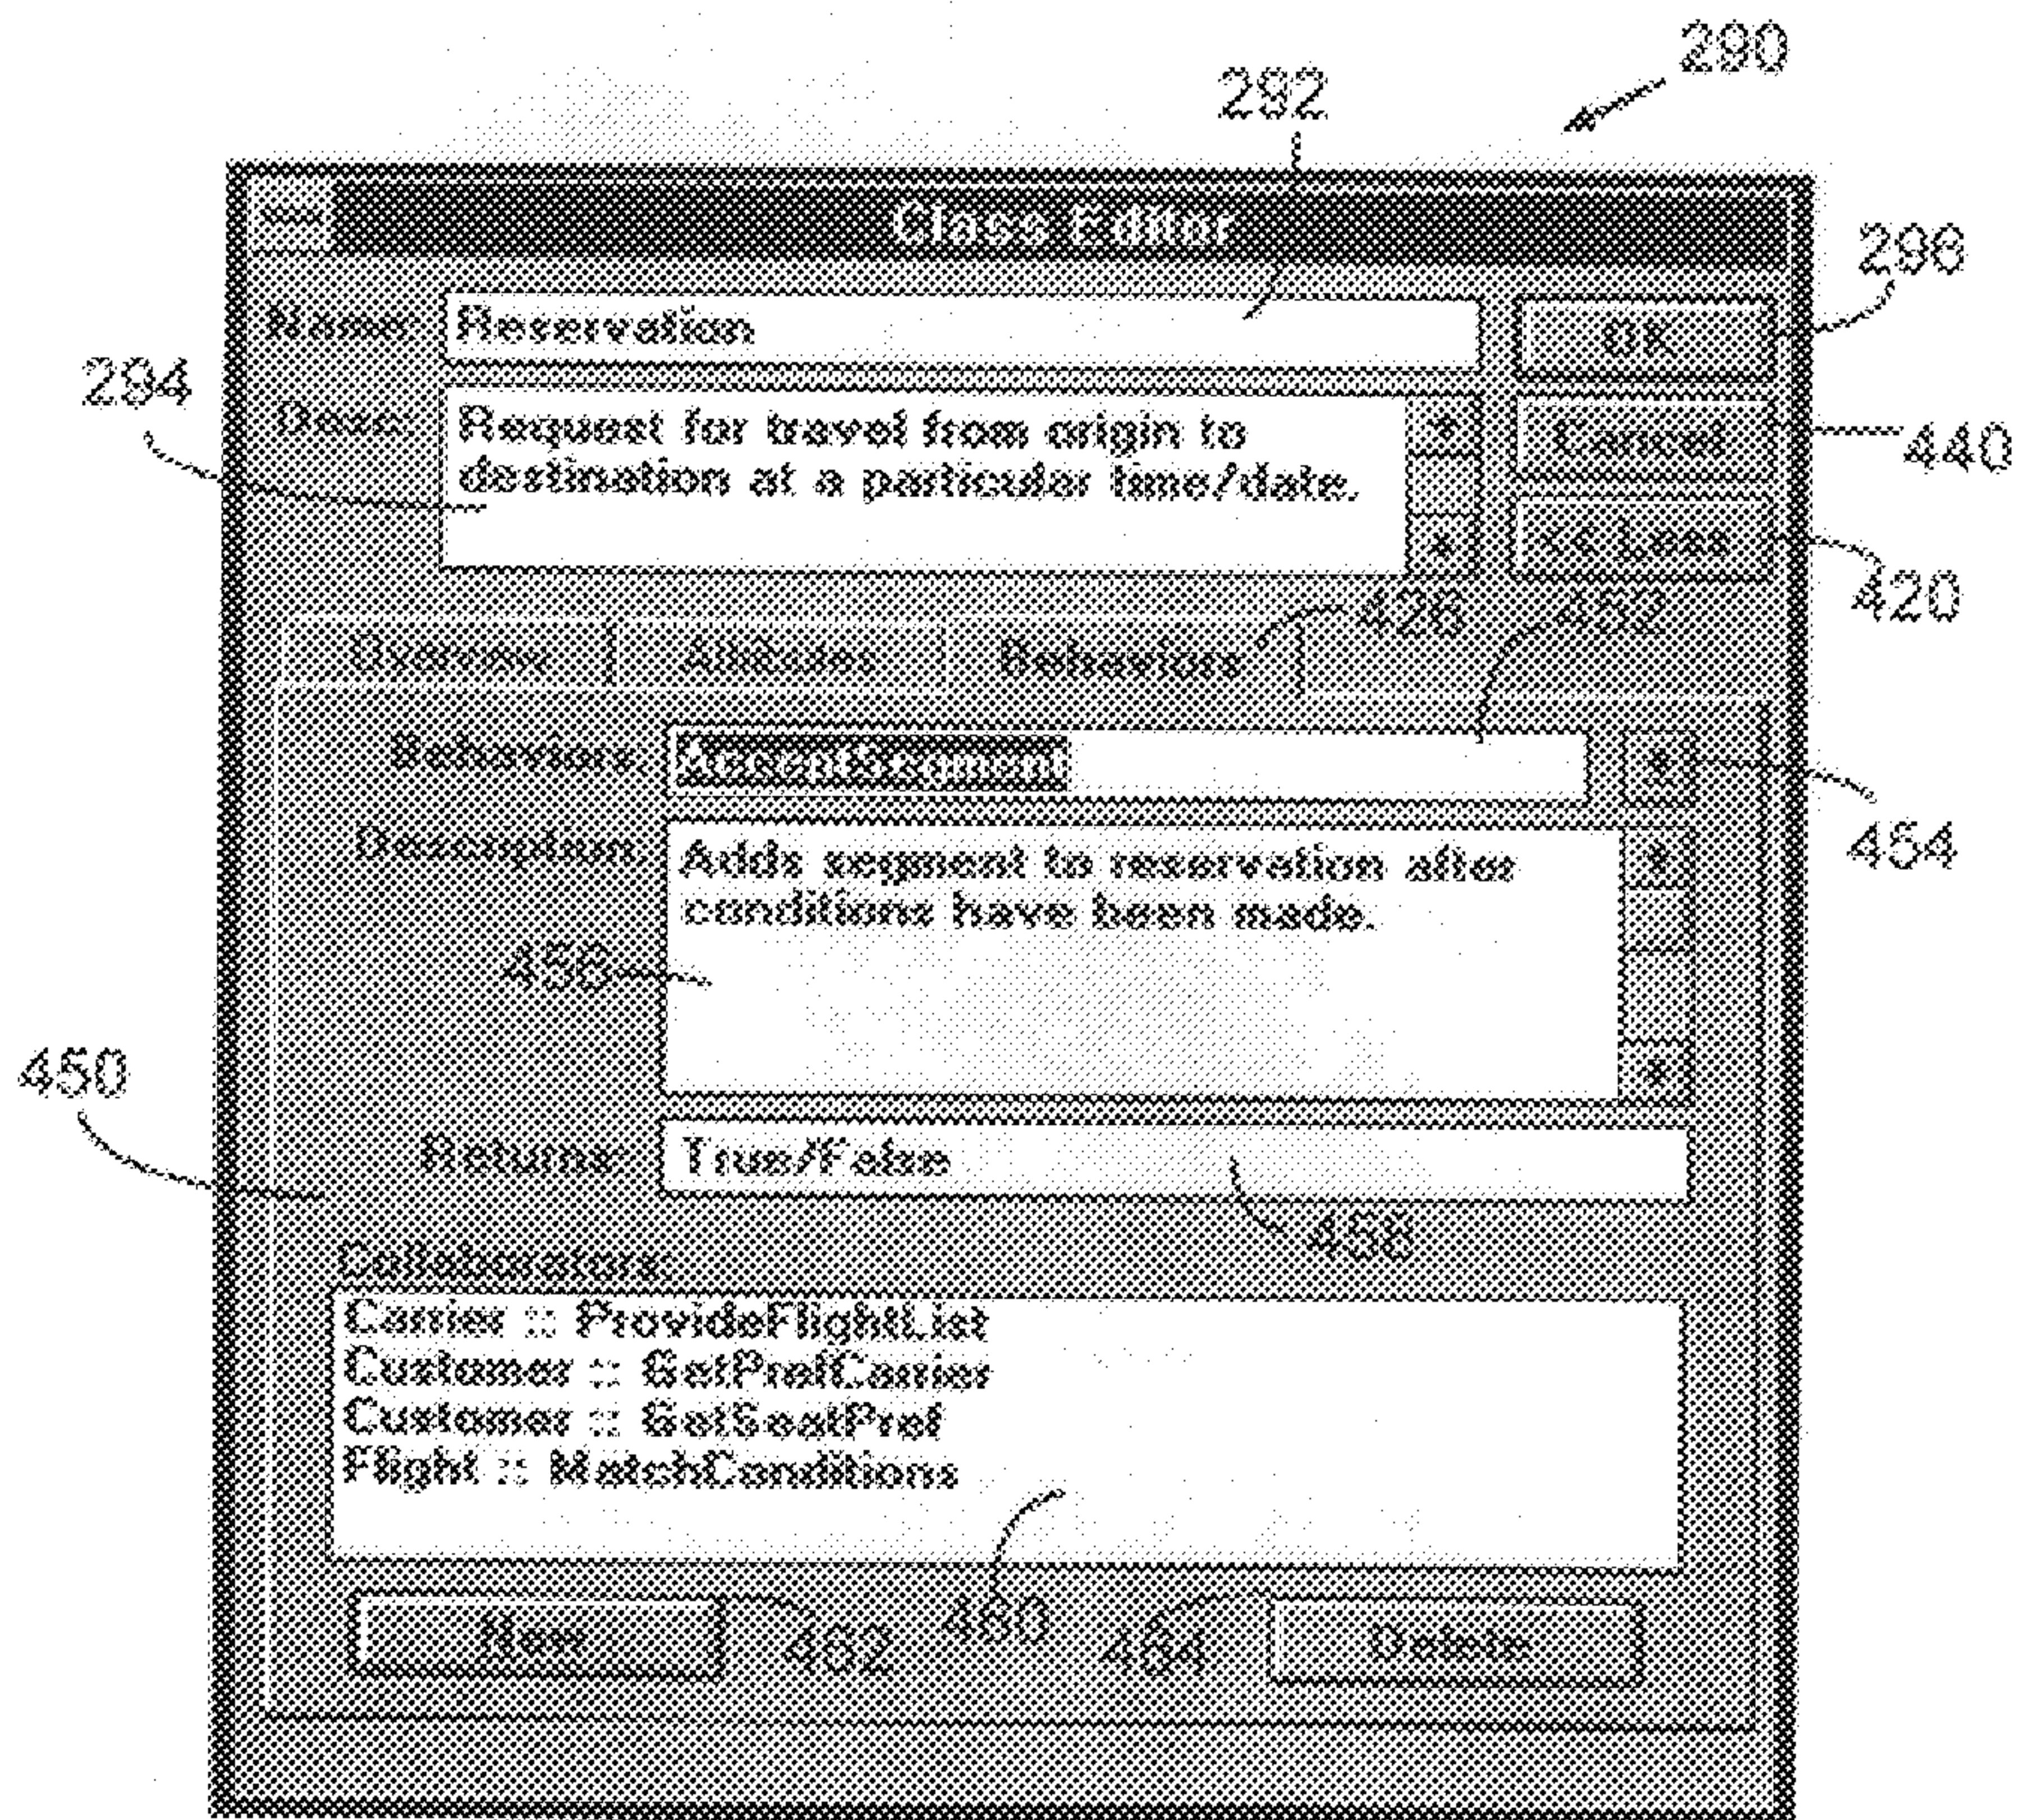 290
292
Class Editor
296
Name: Reservation
OK
294
Desc: Request for travel from origin to
destination at a particular time/date.
Cancel
440
<< Less
420
426
452
Overview Attributes Behaviors
Behaviors: AcceptSegment
454
Description: Adds segment to reservation after
conditions have been made.
456
450
Returns: True/False
458
Collaborators:
Carrier :: ProvideFlightList
Customer :: GetPrefCarrier
Customer :: GetSeatPref
Flight :: MatchConditions
New 462 460 464 Delete